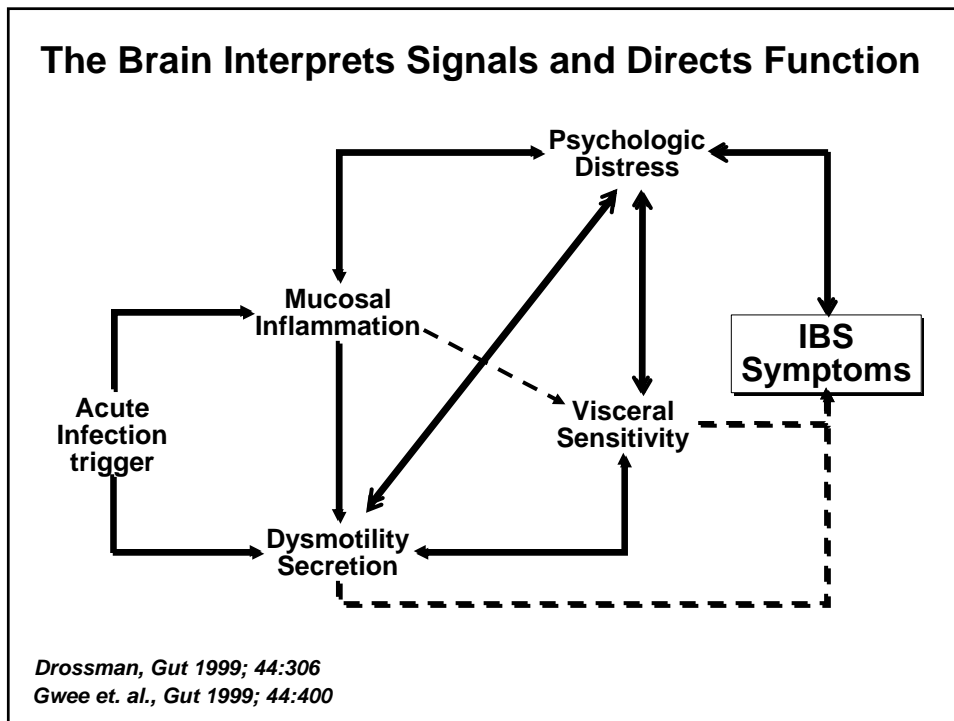 The Brain Interprets Signals and Directs Function
Psychologic
Distress
Mucosal
Inflammation
IBS
Symptoms
Acute
Infection
trigger
Visceral
Sensitivity
Dysmotility
Secretion
Drossman, Gut 1999; 44:306
Gwee et. al., Gut 1999; 44:400